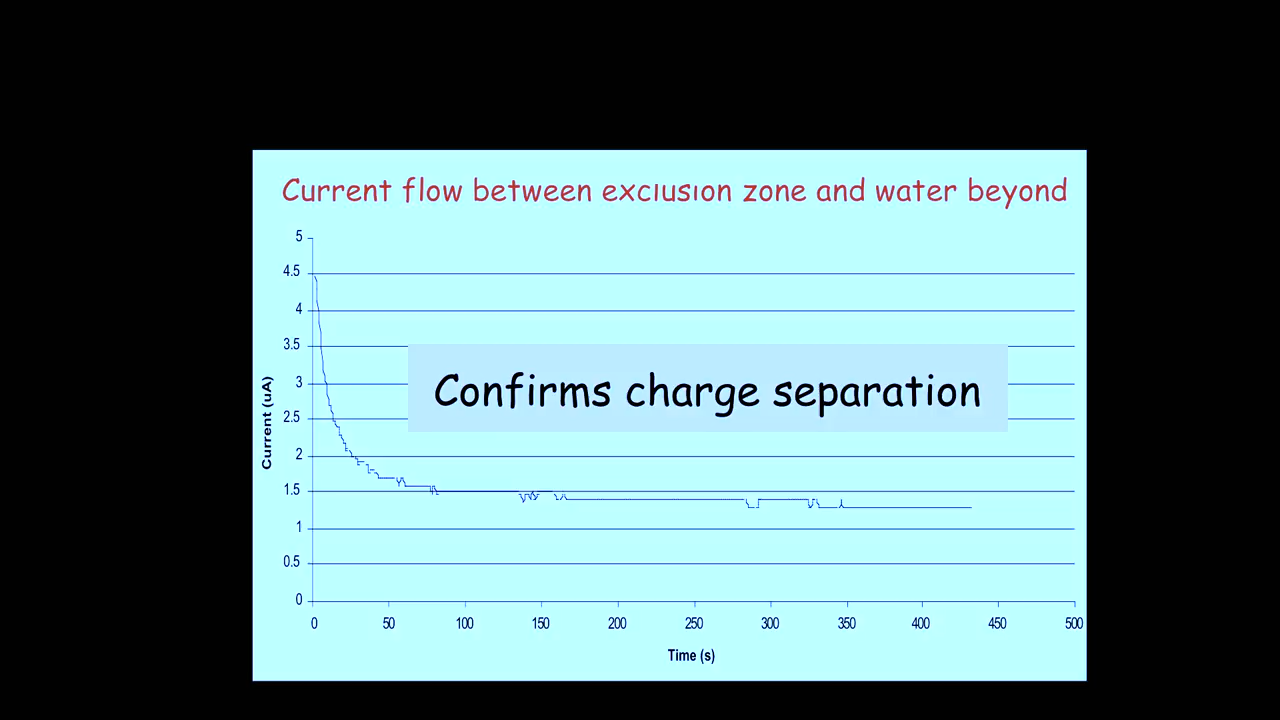 Current flow between exclusion zone and water beyond
5
4.5
4
3.5
3
2.5
2
1.5
1
0.5
0
Current (uA)
Confirms charge separation
0 50 100 150 200 250 300 350 400 450 500
Time (s)